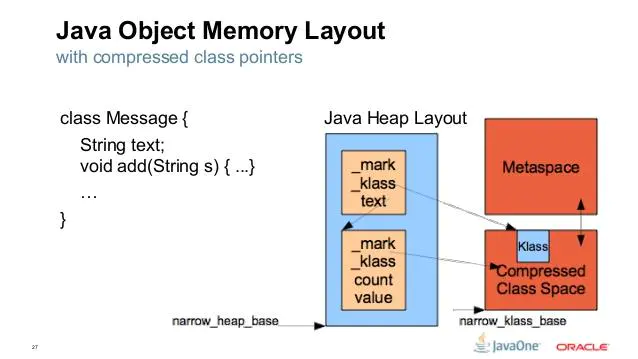 Java Object Memory Layout
with compressed class pointers
class Message {
String text;
void add(String s) { ...}
…
}
Java Heap Layout
_mark
_klass
text
_mark
_klass
count
value
narrow_heap_base
Metaspace
Klass
Compressed
Class Space
narrow_klass_base
27
JavaOne
ORACLE